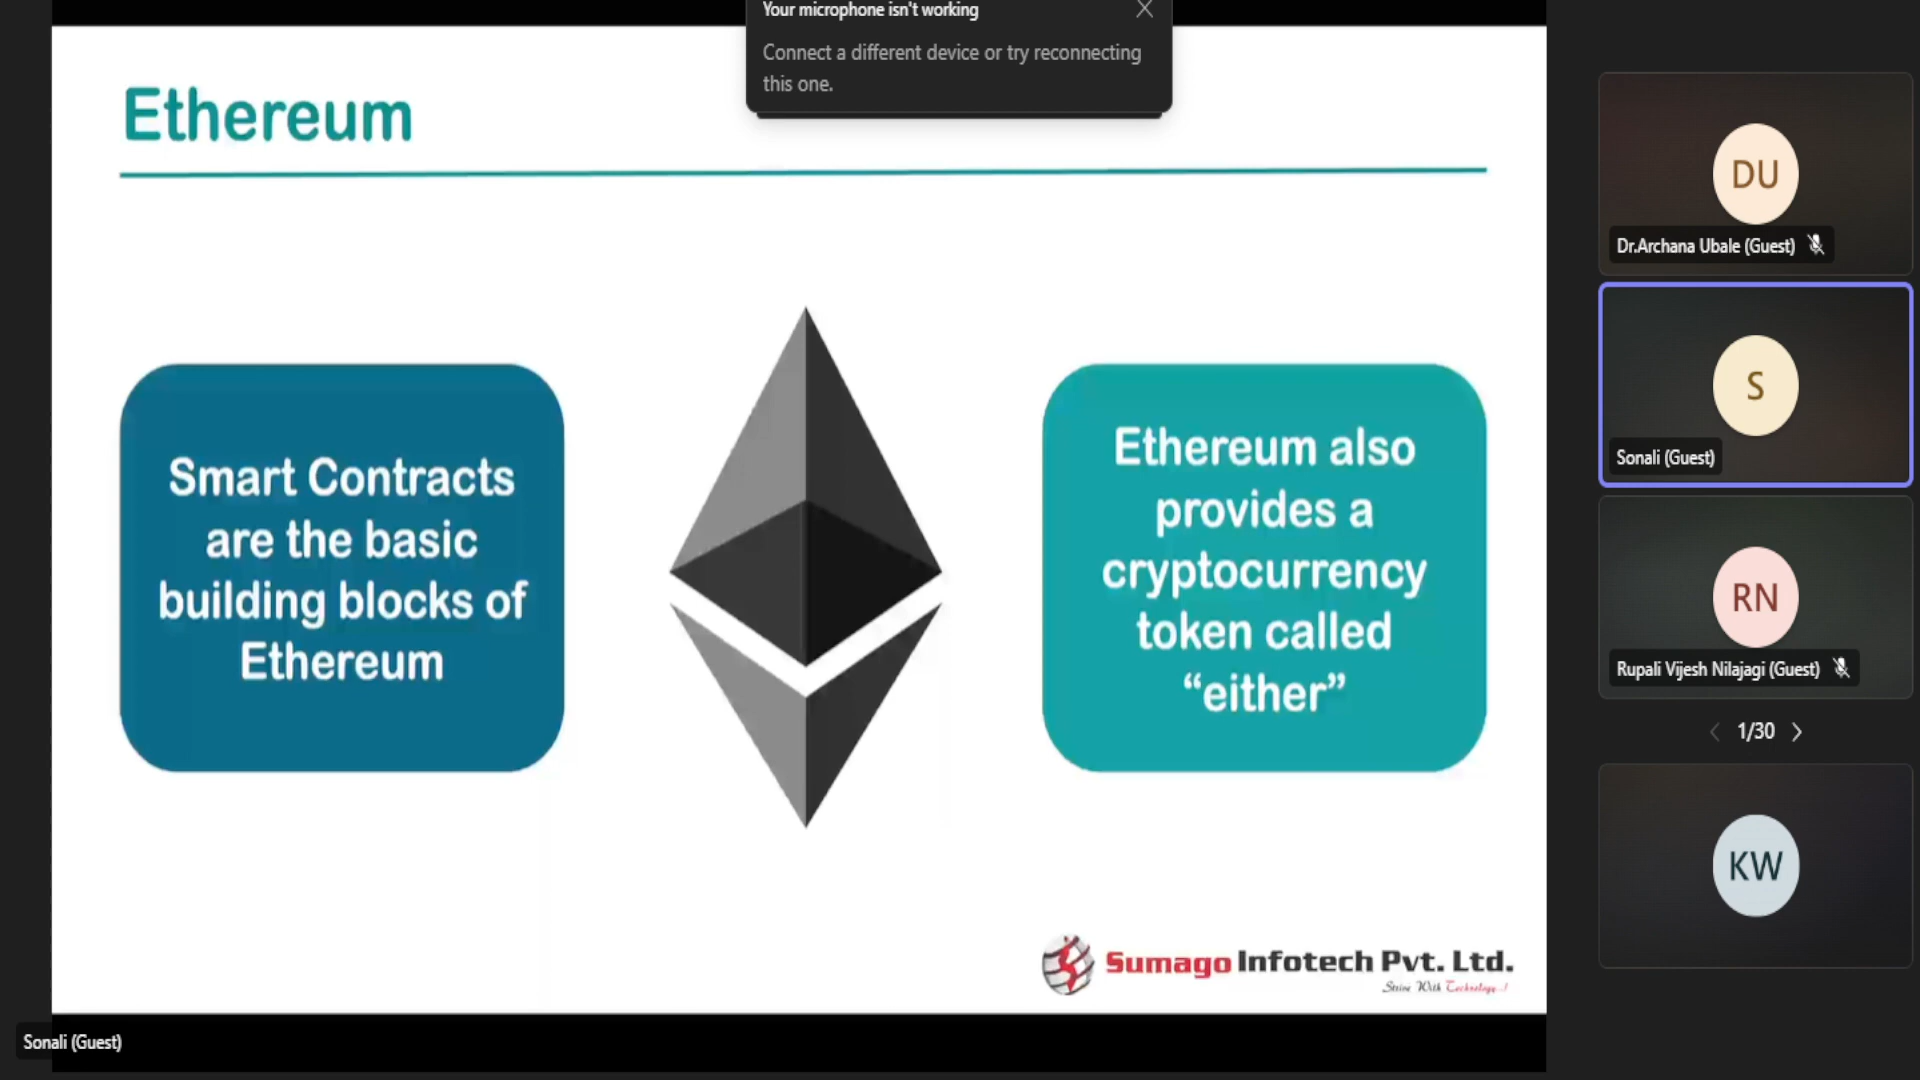 Your microphone isn't working
Connect a different device or try reconnecting
this one.
Ethereum
Smart Contracts
are the basic
building blocks of
Ethereum
Ethereum also
provides a
cryptocurrency
token called
“either”
Sumago Infotech Pvt. Ltd.
Strive With Technology..!
Sonali (Guest)
DU
Dr.Archana Ubale (Guest)
S
Sonali (Guest)
RN
Rupali Vijesh Nilajagi (Guest)
1/30
KW